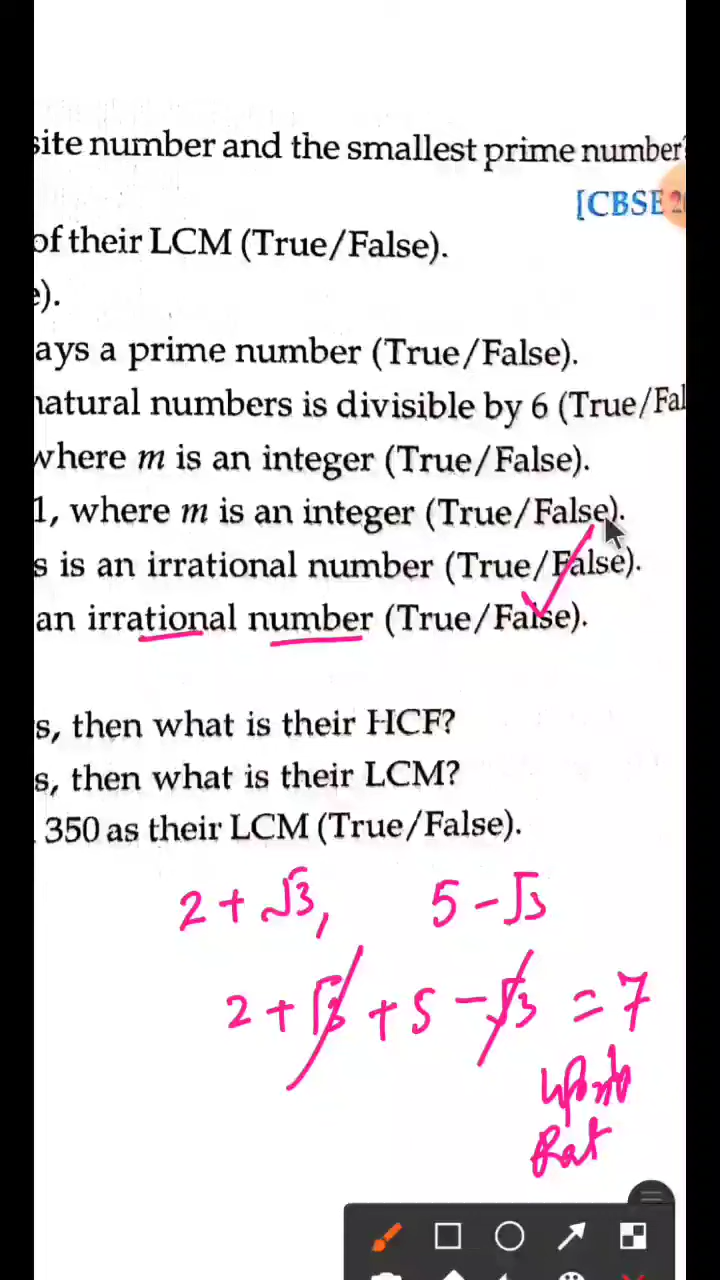 site number and the smallest prime number?
[CBSE 2
of their LCM (True/False).
e).
ays a prime number (True/False).
natural numbers is divisible by 6 (True/Fal
where m is an integer (True/False).
1, where m is an integer (True/False).
s is an irrational number (True/False).
an irrational number (True/False).
s, then what is their HCF?
s, then what is their LCM?
350 as their LCM (True/False).
2 + √3, 5 - √3
2 + √3 + 5 - √3 = 7
Rat